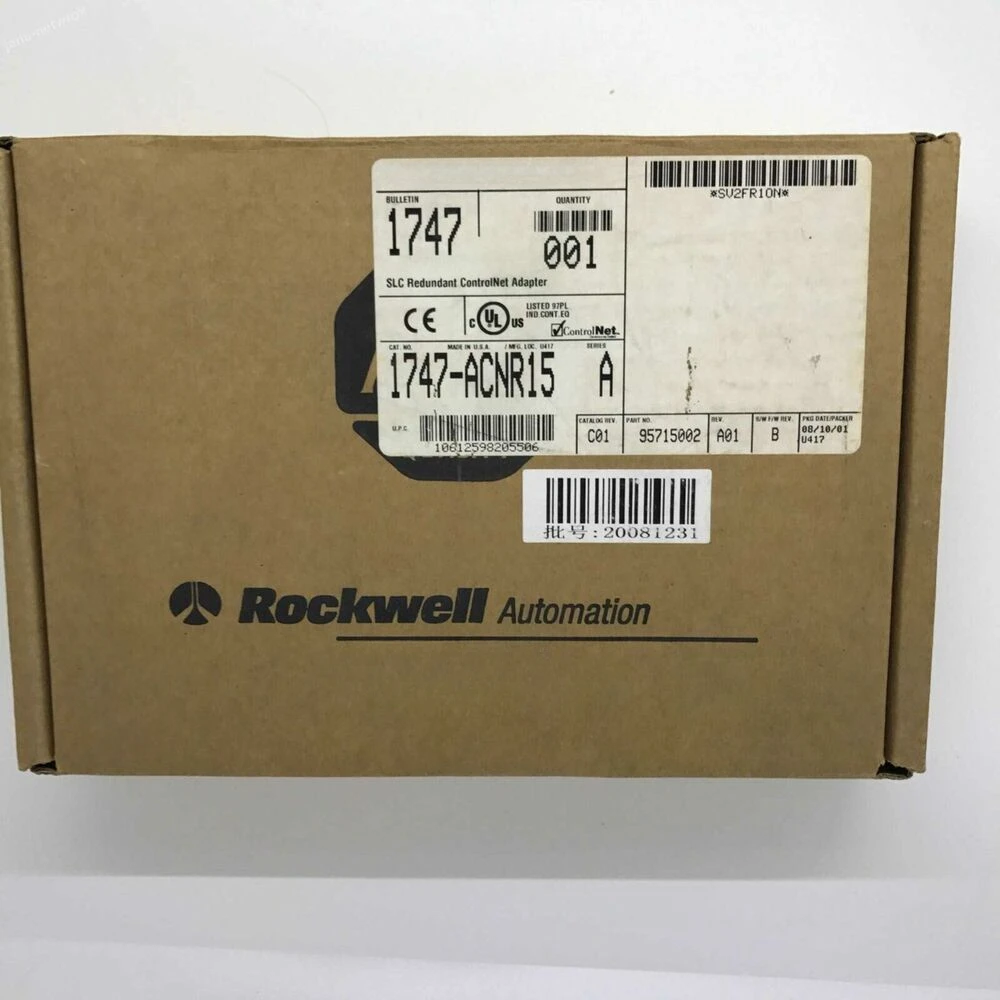 BULLETIN
1747
QUANTITY
001
*SV2FR1ON*
SLC Redundant ControlNet Adapter
CE
C UL US
LISTED 97PL
IND.CONT.EQ
ControlNet
CAT. NO. MADE IN U.S.A. / MFG. LOC. U417 SERIES
1747-ACNR15 A
U.P.C.
10612598205506
CATALOG REV.
C01
PART NO.
95715002
REV.
A01
S/W F/W REV.
B
PKG DATE/PACKER
08/10/01
U417
批号:20081231
Rockwell Automation